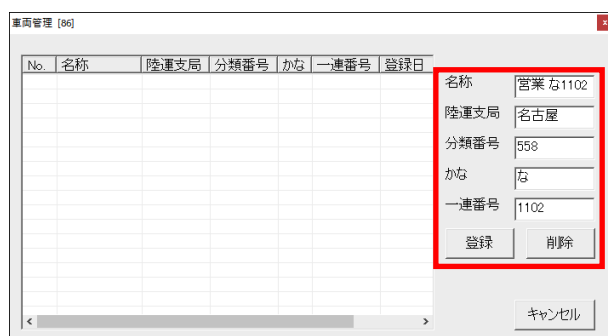 車両管理 [86]
x
No. 名称 陸運支局 分類番号 かな 一連番号 登録日
名称 営業 な1102
陸運支局 名古屋
分類番号 558
かな な
一連番号 1102
登録 削除
キャンセル